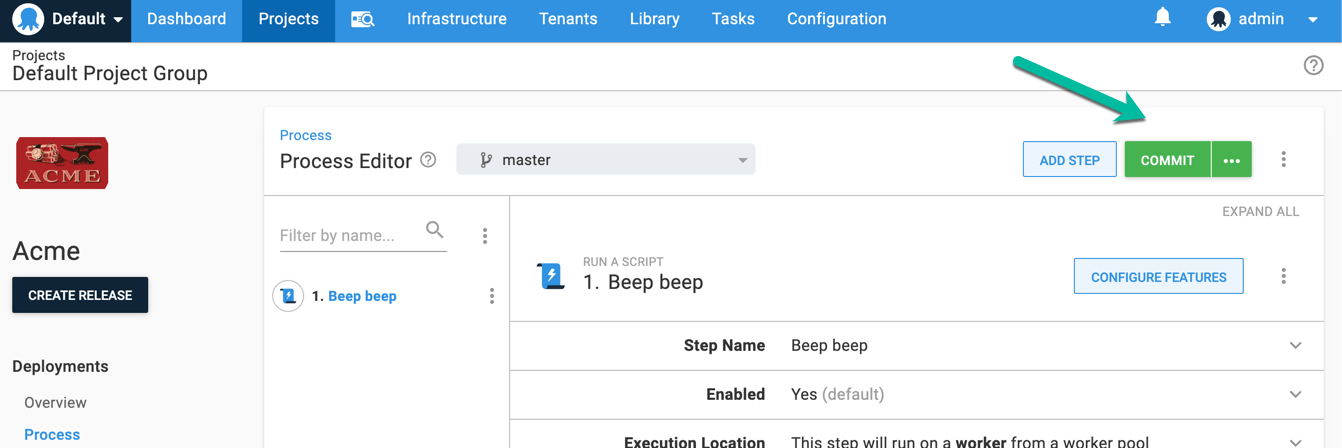 Default Dashboard Projects Infrastructure Tenants Library Tasks Configuration admin
Projects
Default Project Group
ACME
Acme
CREATE RELEASE
Deployments
Overview
Process
Process
Process Editor master ADD STEP COMMIT
EXPAND ALL
Filter by name...
1. Beep beep
RUN A SCRIPT
1. Beep beep CONFIGURE FEATURES
Step Name Beep beep
Enabled Yes (default)
Execution Location This step will run on a worker from a worker pool